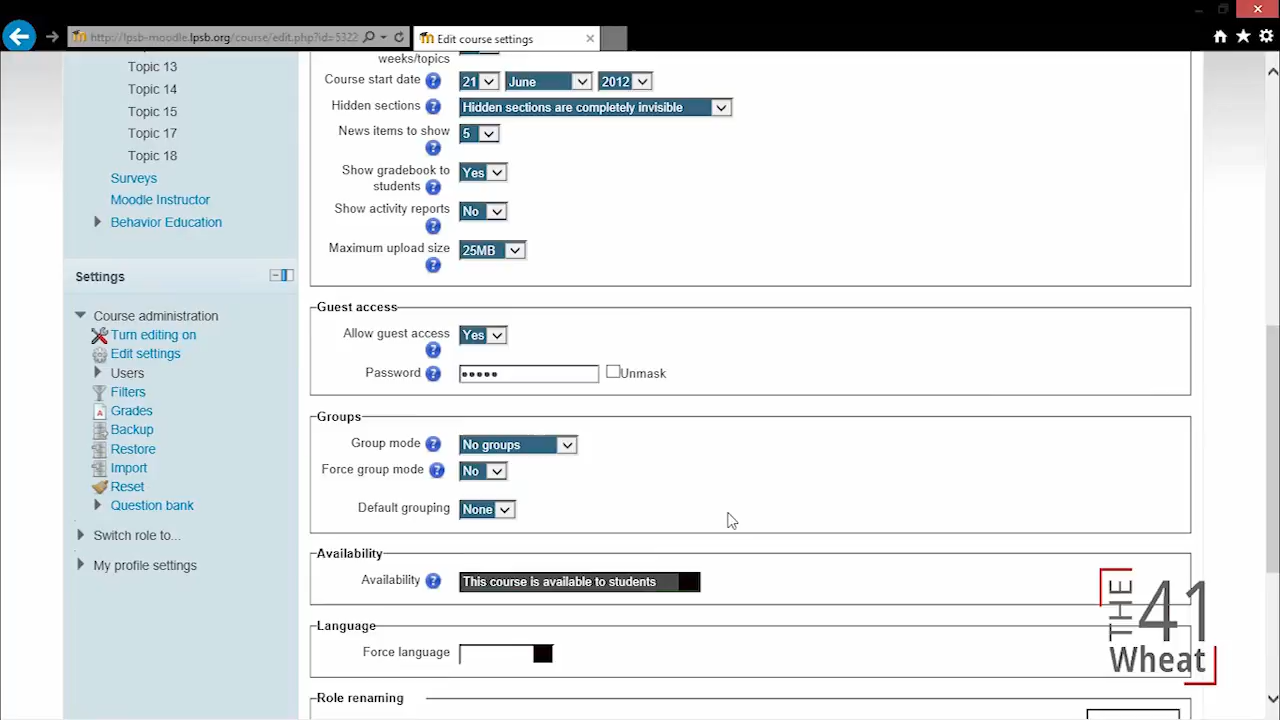 http://lpsb-moodle.lpsb.org/course/edit.php?id=5322
Edit course settings
Topic 13
Topic 14
Topic 15
Topic 17
Topic 18
Surveys
Moodle Instructor
Behavior Education
Settings
Course administration
Turn editing on
Edit settings
Users
Filters
Grades
Backup
Restore
Import
Reset
Question bank
Switch role to...
My profile settings
weeks/topics
Course start date 21 June 2012
Hidden sections Hidden sections are completely invisible
News items to show 5
Show gradebook to students Yes
Show activity reports No
Maximum upload size 25MB
Guest access
Allow guest access Yes
Password ••••• Unmask
Groups
Group mode No groups
Force group mode No
Default grouping None
Availability
Availability This course is available to students
Language
Force language
Role renaming
THE 41
Wheat